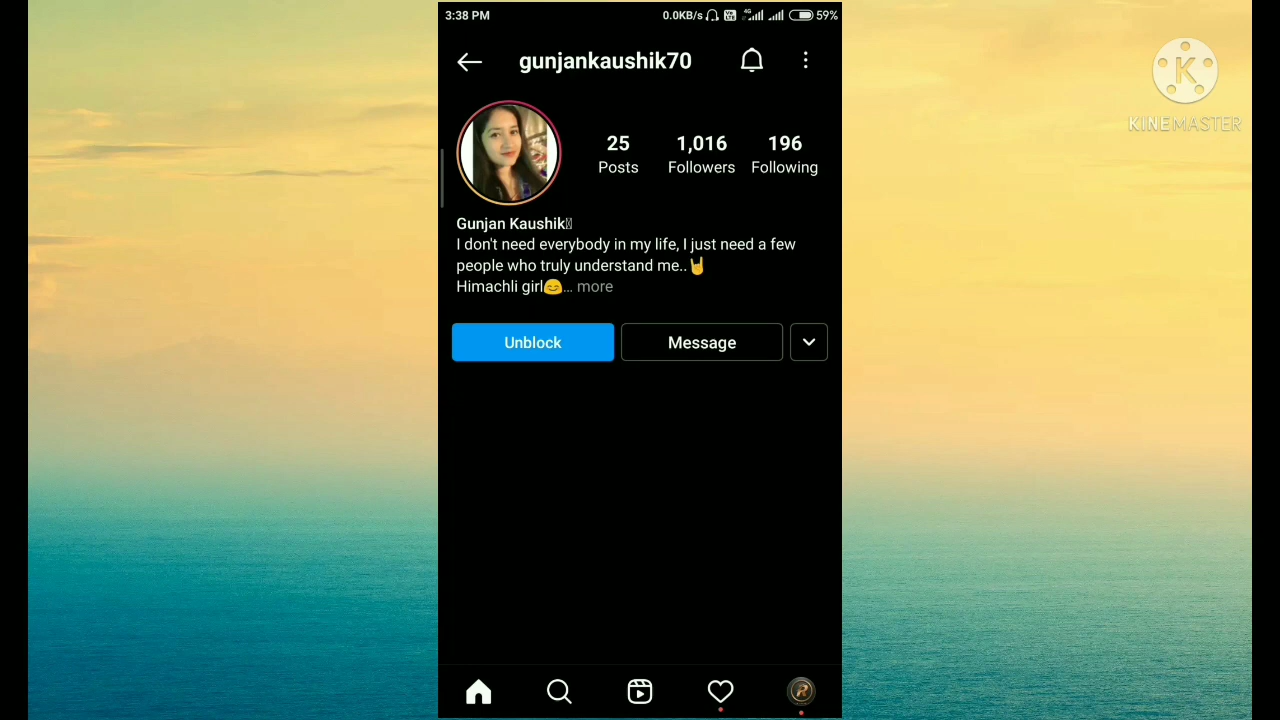 3:38 PM
0.0KB/s 4G 59%
gunjankaushik70
KINEMASTER
25
1,016
196
Posts
Followers
Following
Gunjan Kaushik
I don't need everybody in my life, I just need a few
people who truly understand me..🤘
Himachli girl😊... more
Unblock
Message